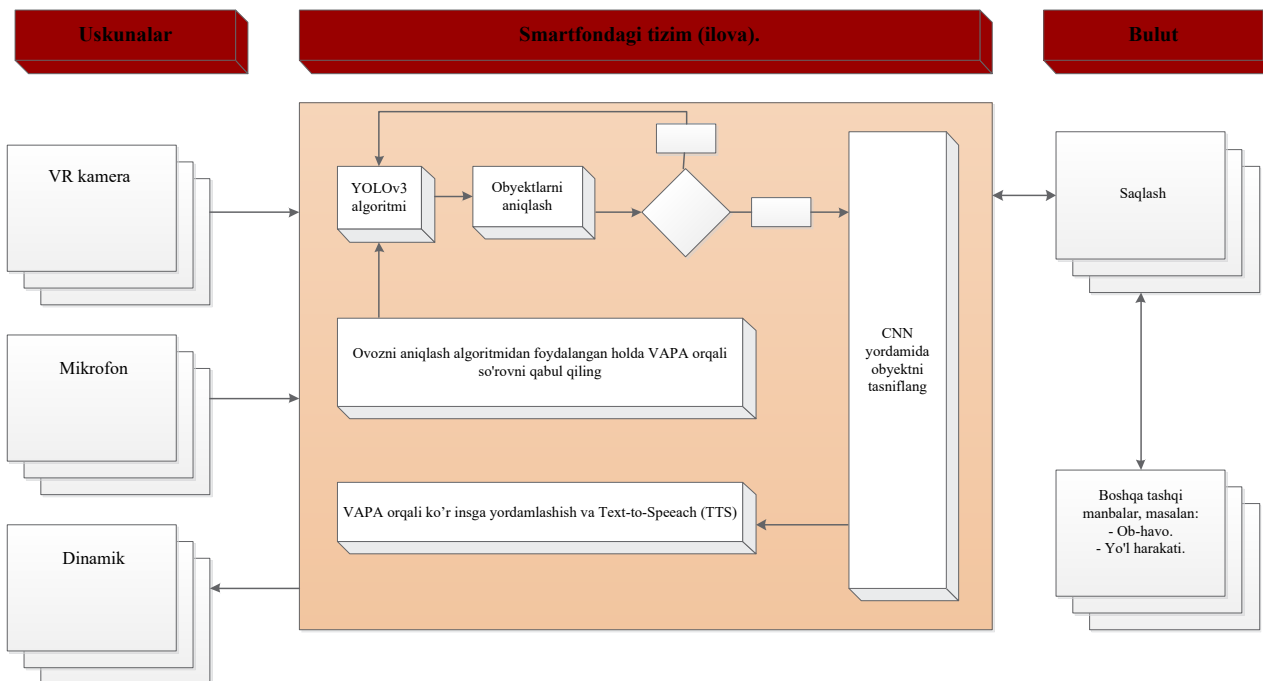 Uskunalar
Smartfondagi tizim (ilova).
Bulut
VR kamera
Mikrofon
Dinamik
YOLOv3
algoritmi
Obyektlarni
aniqlash
Ovozni aniqlash algoritmidan foydalangan holda VAPA orqali
so'rovni qabul qiling
VAPA orqali ko’r insga yordamlashish va Text-to-Speeach (TTS)
CNN
yordamida
obyektni
tasniflang
Saqlash
Boshqa tashqi
manbalar, masalan:
- Ob-havo.
- Yo'l harakati.